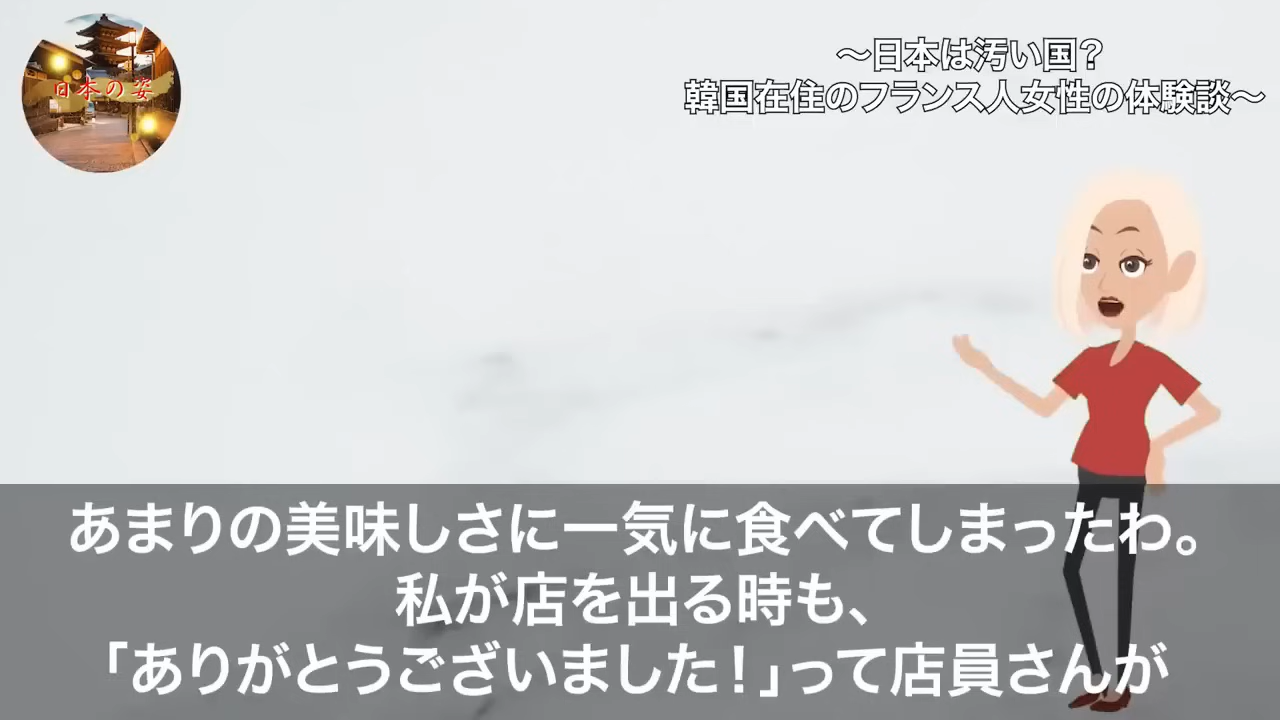 日本の姿
～日本は汚い国？
韓国在住のフランス人女性の体験談～
あまりの美味しさに一気に食べてしまったわ。
私が店を出る時も、
「ありがとうございました！」って店員さんが